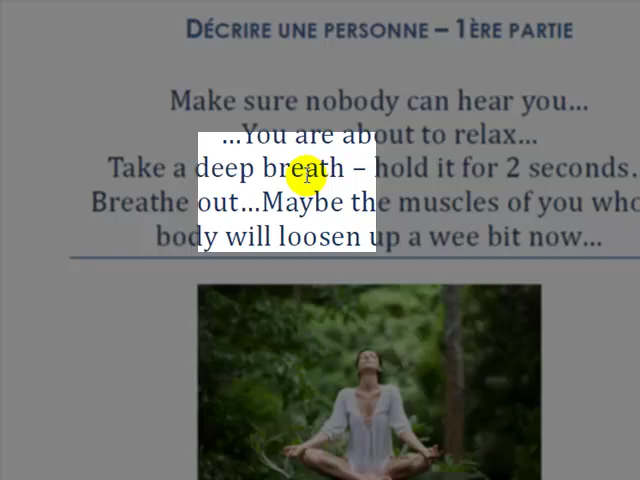 DÉCRIRE UNE PERSONNE – 1ÈRE PARTIE
Make sure nobody can hear you...
...You are about to relax...
Take a deep breath – hold it for 2 seconds.
Breathe out...Maybe the muscles of you
body will loosen up a wee bit now...